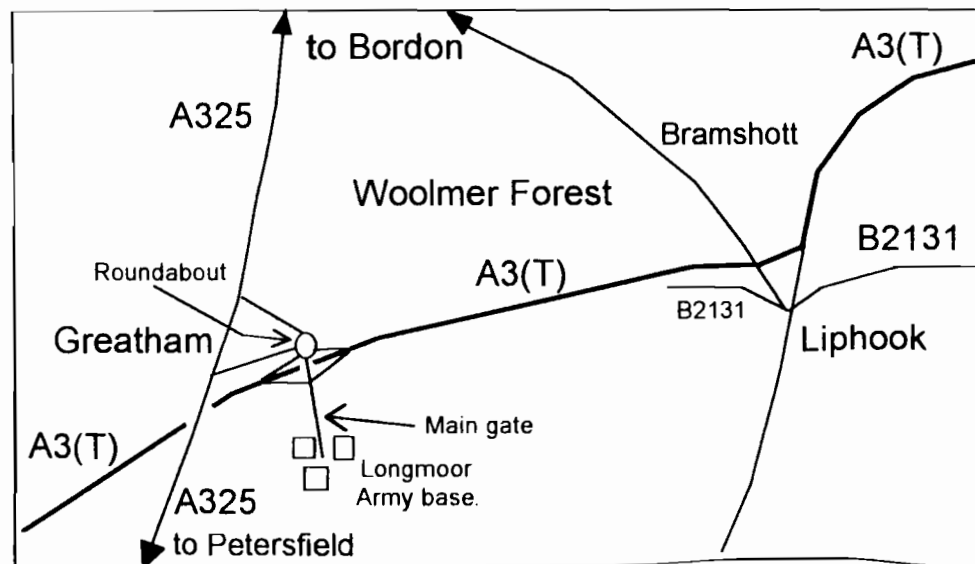 to Bordon
A3(T)
A325
Bramshott
Woolmer Forest
B2131
Roundabout
A3(T)
B2131
Greatham
Liphook
Main gate
A3(T)
Longmoor
Army base.
A325
to Petersfield